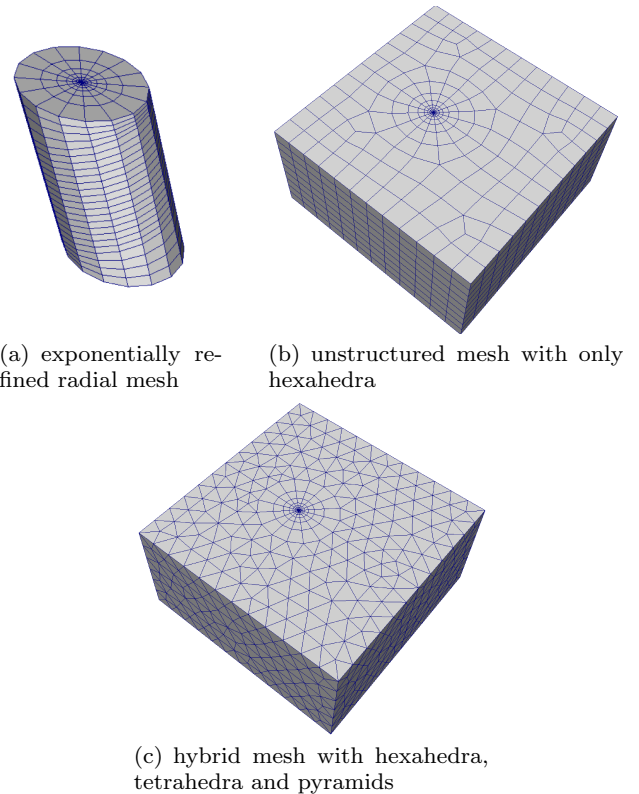 (a) exponentially re-
fined radial mesh
(b) unstructured mesh with only
hexahedra
(c) hybrid mesh with hexahedra,
tetrahedra and pyramids